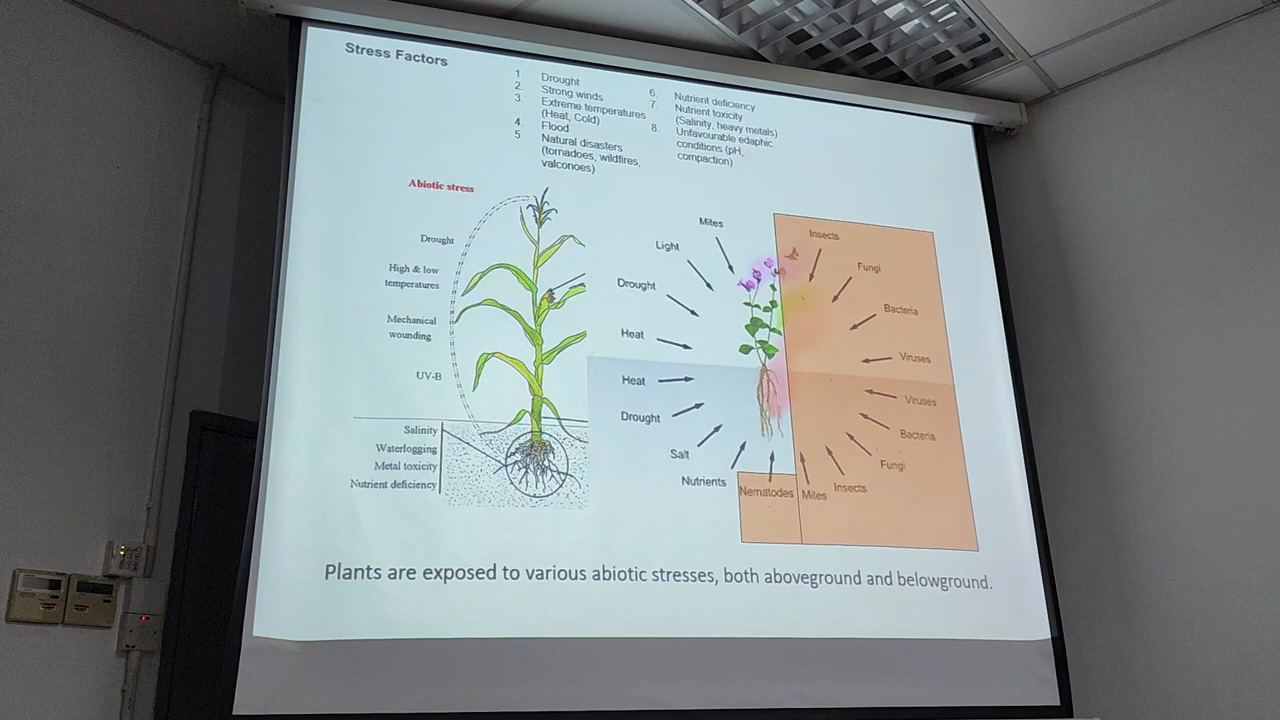 Stress Factors
1 Drought
2. Strong winds
3. Extreme temperatures
(Heat, Cold)
4. Flood
5. Natural disasters
(tornadoes, wildfires,
valconoes)
6. Nutrient deficiency
7. Nutrient toxicity
(Salinity, heavy metals)
8. Unfavourable edaphic
conditions (pH,
compaction)
Abiotic stress
Drought
High & low
temperatures
Mechanical
wounding
UV-B
Salinity
Waterlogging
Metal toxicity
Nutrient deficiency
Mites
Light
Drought
Heat
Heat
Drought
Salt
Nutrients
Nematodes
Mites
Insects
Fungi
Bacteria
Viruses
Viruses
Bacteria
Fungi
Insects
Plants are exposed to various abiotic stresses, both aboveground and belowground.